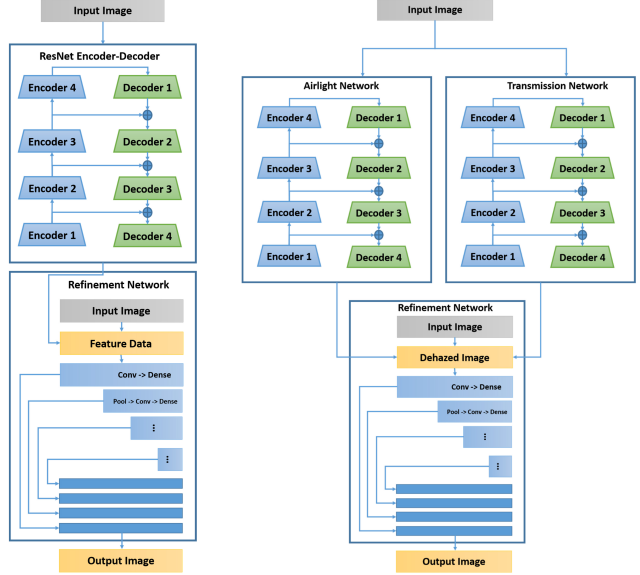 Input Image
ResNet Encoder-Decoder
Encoder 4
Decoder 1
Encoder 3
Decoder 2
Encoder 2
Decoder 3
Encoder 1
Decoder 4
Refinement Network
Input Image
Feature Data
Conv -> Dense
Pool -> Conv -> Dense
...
...
Output Image
Input Image
Airlight Network
Encoder 4
Decoder 1
Encoder 3
Decoder 2
Encoder 2
Decoder 3
Encoder 1
Decoder 4
Transmission Network
Encoder 4
Decoder 1
Encoder 3
Decoder 2
Encoder 2
Decoder 3
Encoder 1
Decoder 4
Refinement Network
Input Image
Dehazed Image
Conv -> Dense
Pool -> Conv -> Dense
...
...
Output Image